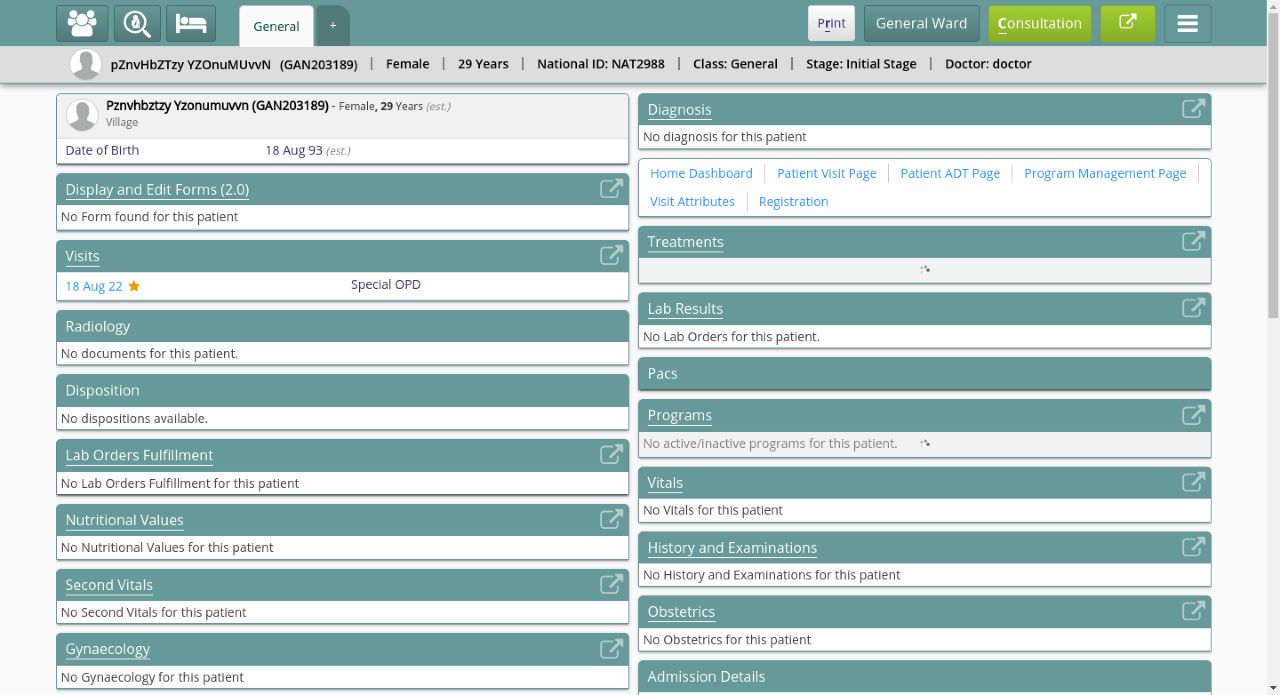 General
+
Print
General Ward
Consultation
pZnvHbZTzy YZOnuMUvvN (GAN203189) | Female | 29 Years | National ID: NAT2988 | Class: General | Stage: Initial Stage | Doctor: doctor
Pznvhbztzy Yzonumuvvn (GAN203189) - Female, 29 Years (est.)
Village
Date of Birth 18 Aug 93 (est.)
Display and Edit Forms (2.0)
No Form found for this patient
Visits
18 Aug 22 Special OPD
Radiology
No documents for this patient.
Disposition
No dispositions available.
Lab Orders Fulfillment
No Lab Orders Fulfillment for this patient
Nutritional Values
No Nutritional Values for this patient
Second Vitals
No Second Vitals for this patient
Gynaecology
No Gynaecology for this patient
Diagnosis
No diagnosis for this patient
Home Dashboard | Patient Visit Page | Patient ADT Page | Program Management Page |
Visit Attributes | Registration
Treatments
Lab Results
No Lab Orders for this patient.
Pacs
Programs
No active/inactive programs for this patient.
Vitals
No Vitals for this patient
History and Examinations
No History and Examinations for this patient
Obstetrics
No Obstetrics for this patient
Admission Details